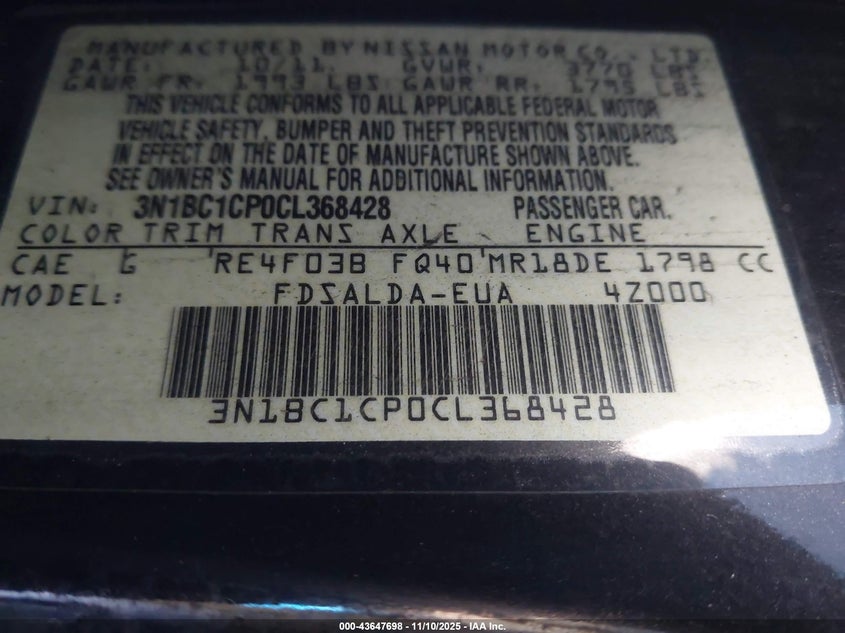 MANUFACTURED BY NISSAN MOTOR CO., LTD.
DATE: 10/11 GVWR: 3770 LBS
GAWR FR: 1993 LBS GAWR RR: 1795 LBS
THIS VEHICLE CONFORMS TO ALL APPLICABLE FEDERAL MOTOR
VEHICLE SAFETY, BUMPER AND THEFT PREVENTION STANDARDS
IN EFFECT ON THE DATE OF MANUFACTURE SHOWN ABOVE.
SEE OWNER'S MANUAL FOR ADDITIONAL INFORMATION.
VIN: 3N1BC1CP0CL368428 PASSENGER CAR.
COLOR TRIM TRANS AXLE ENGINE
CAE G RE4F03B FQ40 MR18DE 1798 CC
MODEL: FDSALDA-EUA 4Z000
3N1BC1CP0CL368428
000-43647698 - 11/10/2025 - IAA Inc.